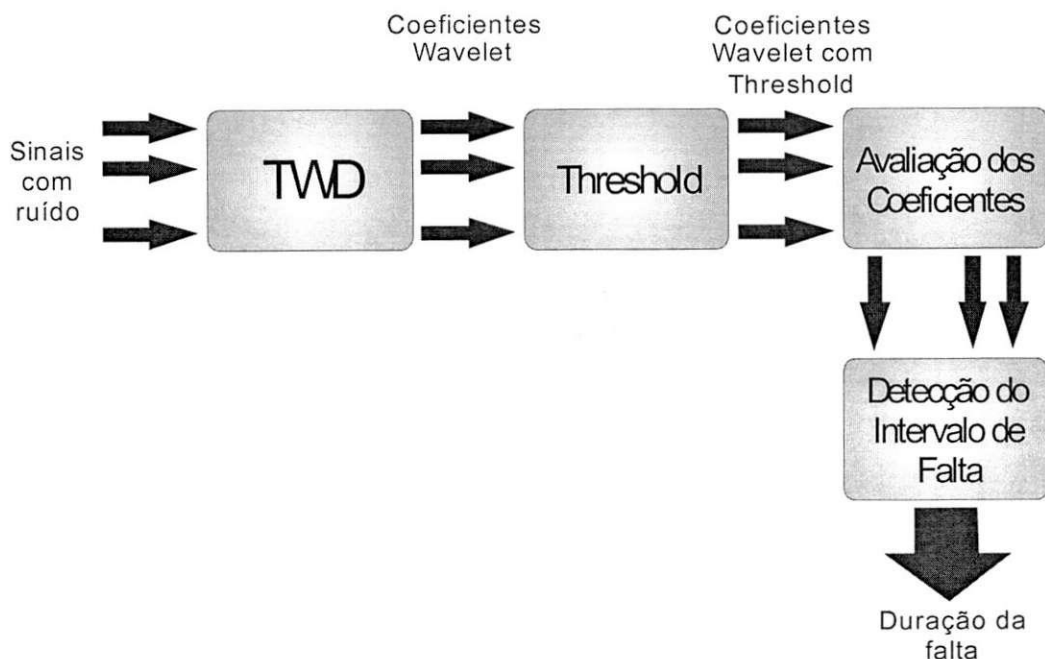 Coeficientes
Wavelet
Coeficientes
Wavelet com
Threshold
Sinais
com
ruído
TWD
Threshold
Avaliação dos
Coeficientes
Detecção do
Intervalo de
Falta
Duração da
falta